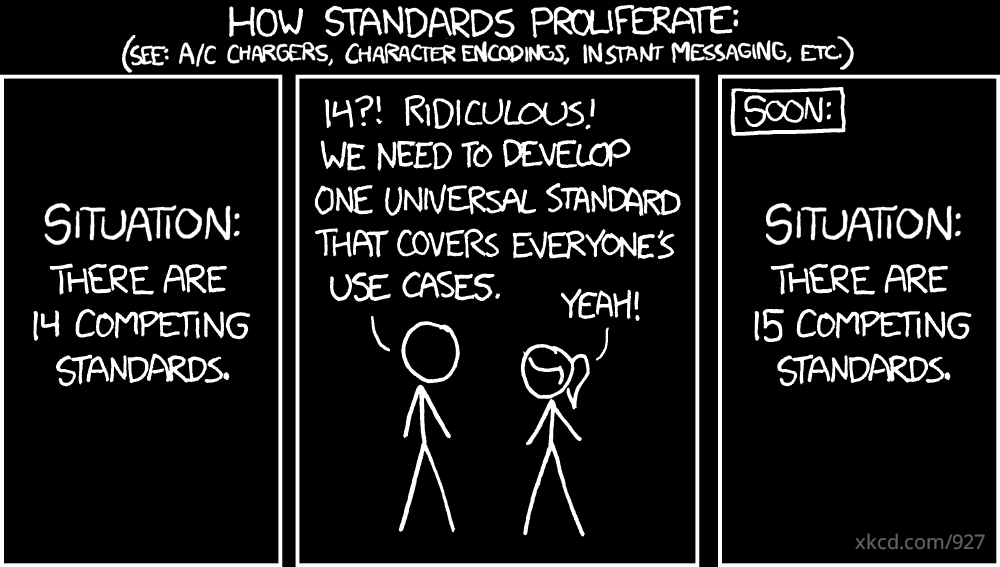 HOW STANDARDS PROLIFERATE:
(SEE: A/C CHARGERS, CHARACTER ENCODINGS, INSTANT MESSAGING, ETC.)
SITUATION:
THERE ARE
14 COMPETING
STANDARDS.
14?! RIDICULOUS!
WE NEED TO DEVELOP
ONE UNIVERSAL STANDARD
THAT COVERS EVERYONE'S
USE CASES.
YEAH!
SOON:
SITUATION:
THERE ARE
15 COMPETING
STANDARDS.
xkcd.com/927